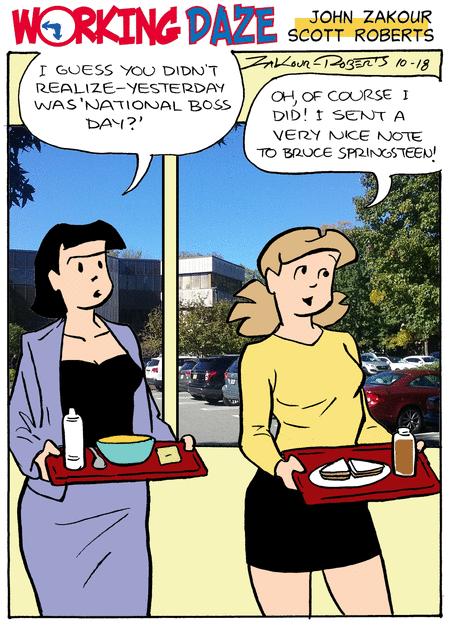 WORKING DAZE
JOHN ZAKOUR
SCOTT ROBERTS
ZAKOUR-ROBERTS 10-18
I GUESS YOU DIDN'T
REALIZE-YESTERDAY
WAS 'NATIONAL BOSS
DAY?'
OH, OF COURSE I
DID! I SENT A
VERY NICE NOTE
TO BRUCE SPRINGSTEEN!